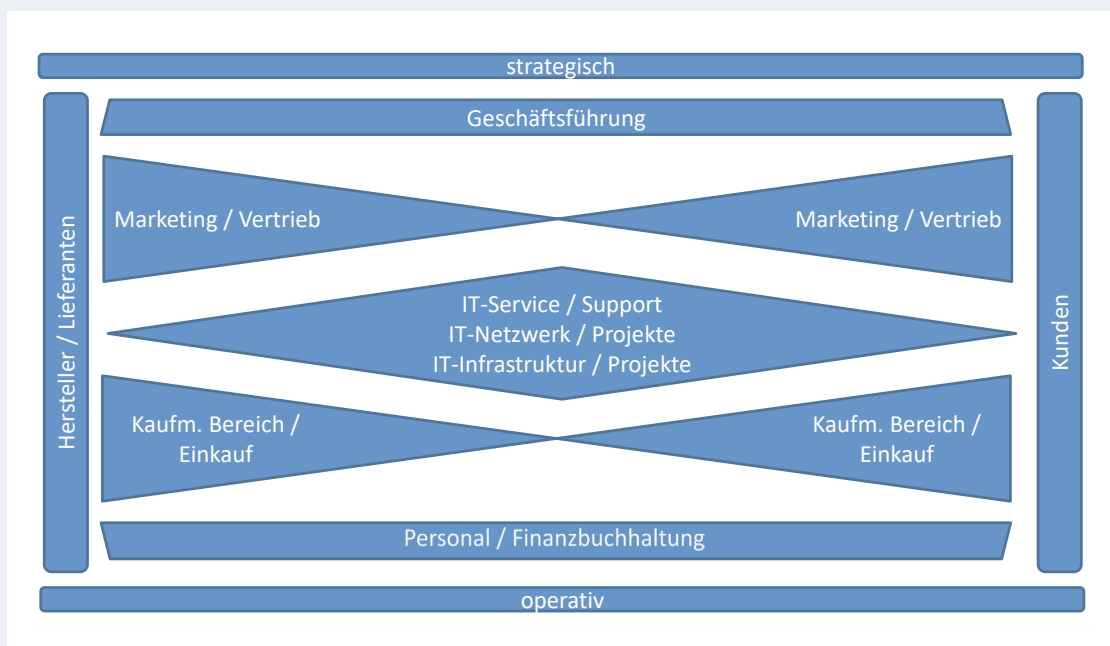 strategisch
Geschäftsführung
Hersteller / Lieferanten
Marketing / Vertrieb
Marketing / Vertrieb
IT-Service / Support
IT-Netzwerk / Projekte
IT-Infrastruktur / Projekte
Kunden
Kaufm. Bereich /
Einkauf
Kaufm. Bereich /
Einkauf
Personal / Finanzbuchhaltung
operativ